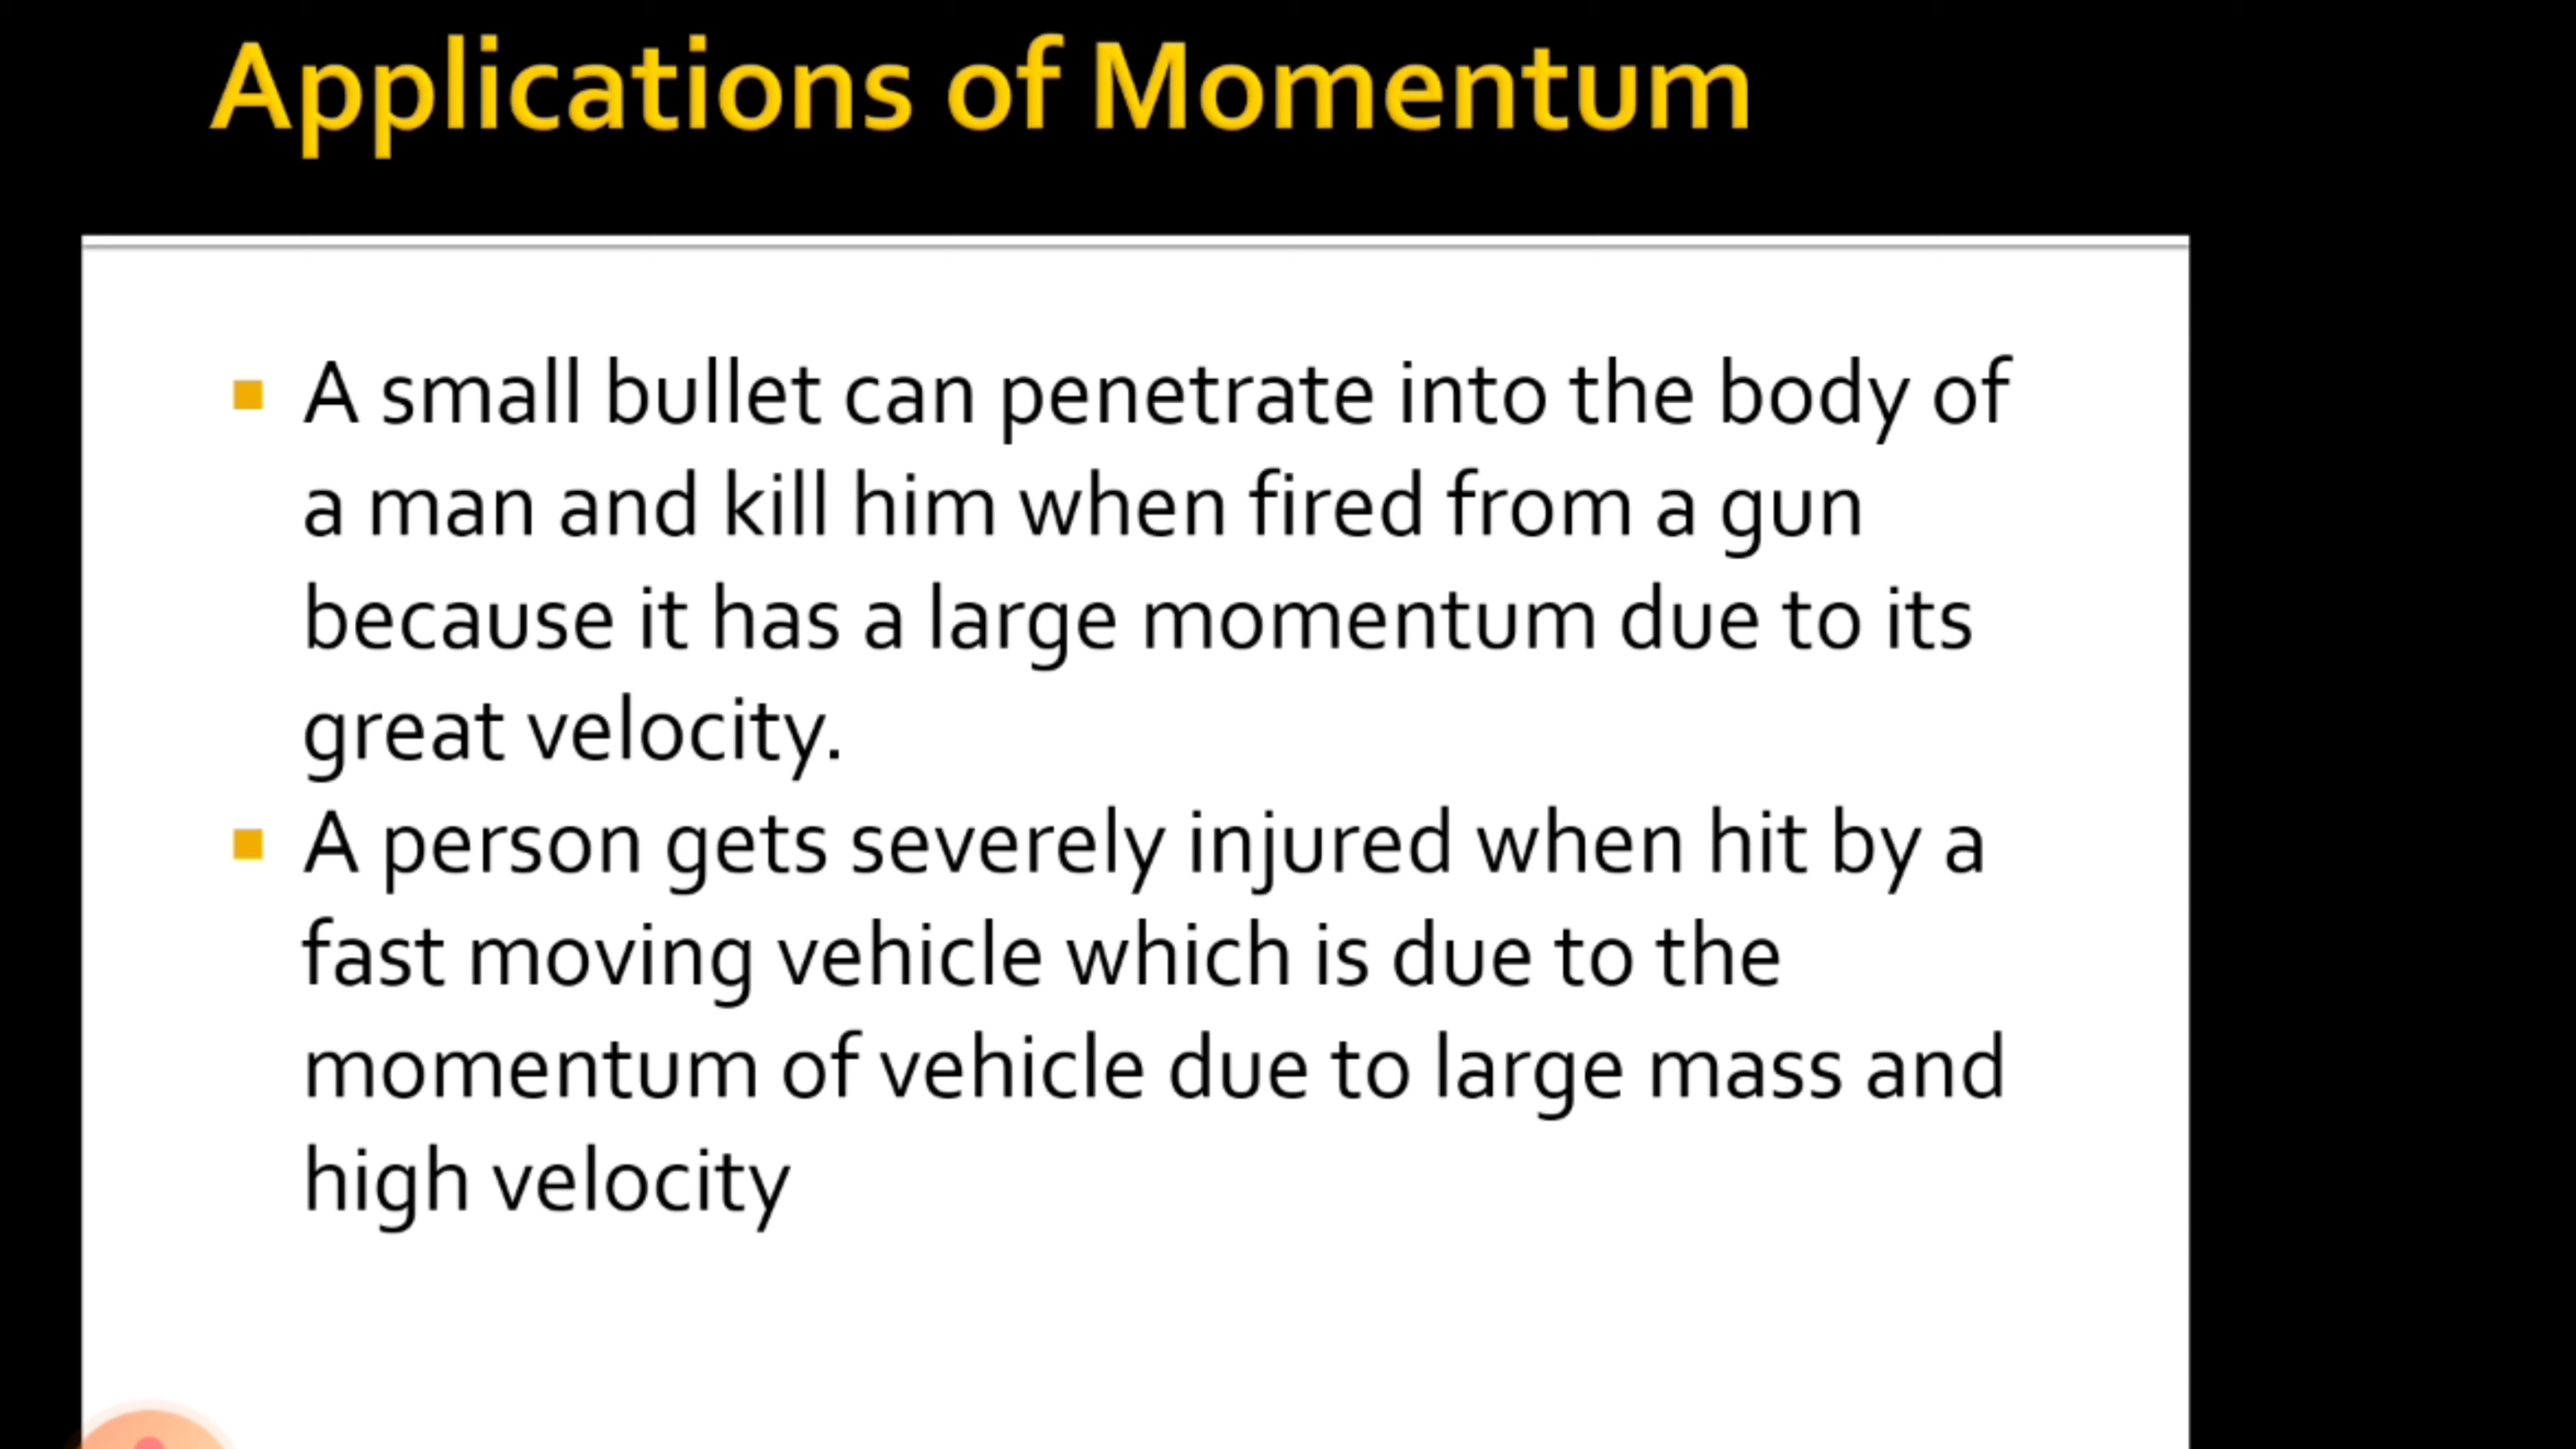 Applications of Momentum
A small bullet can penetrate into the body of
a man and kill him when fired from a gun
because it has a large momentum due to its
great velocity.
A person gets severely injured when hit by a
fast moving vehicle which is due to the
momentum of vehicle due to large mass and
high velocity